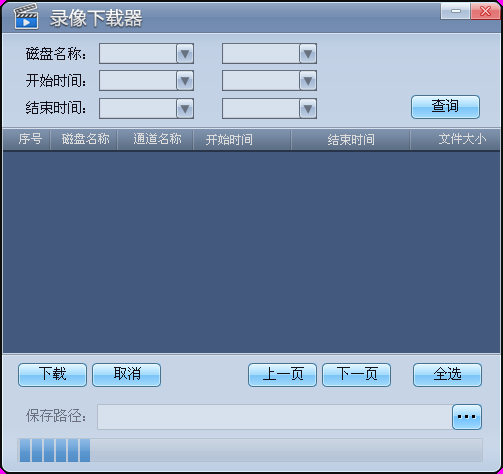 录像下载器
磁盘名称：
开始时间：
结束时间：
查询
序号 磁盘名称 通道名称 开始时间 结束时间 文件大小
下载 取消 上一页 下一页 全选
保存路径： ...